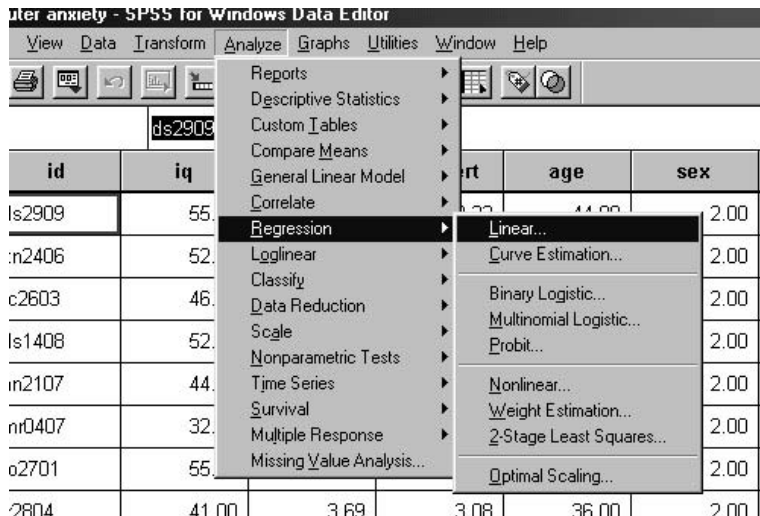 uter anxiety - SPSS for Windows Data Editor
View Data Transform Analyze Graphs Utilities Window Help
ds2909
id iq ert age sex
ls2909 55. 44.00 2.00
n2406 52. 2.00
c2603 46. 2.00
ls1408 52. 2.00
n2107 44. 2.00
nr0407 32. 2.00
o2701 55. 2.00
2804 41.00 3.69 3.08 36.00 2.00
Reports
Descriptive Statistics
Custom Tables
Compare Means
General Linear Model
Correlate
Regression
Loglinear
Classify
Data Reduction
Scale
Nonparametric Tests
Time Series
Survival
Multiple Response
Missing Value Analysis...
Linear...
Curve Estimation...
Binary Logistic...
Multinomial Logistic...
Probit...
Nonlinear...
Weight Estimation...
2-Stage Least Squares...
Optimal Scaling...